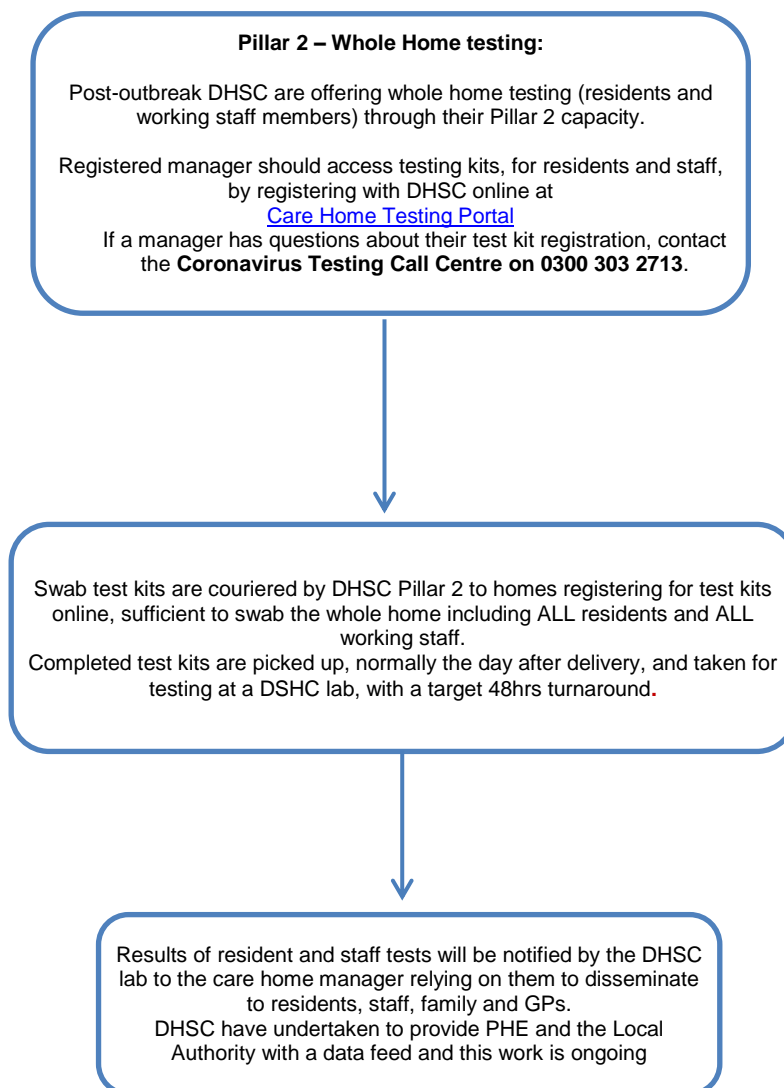 Pillar 2 – Whole Home testing:
Post-outbreak DHSC are offering whole home testing (residents and
working staff members) through their Pillar 2 capacity.
Registered manager should access testing kits, for residents and staff,
by registering with DHSC online at
Care Home Testing Portal
If a manager has questions about their test kit registration, contact
the Coronavirus Testing Call Centre on 0300 303 2713.
Swab test kits are couriered by DHSC Pillar 2 to homes registering for test kits
online, sufficient to swab the whole home including ALL residents and ALL
working staff.
Completed test kits are picked up, normally the day after delivery, and taken for
testing at a DSHC lab, with a target 48hrs turnaround.
Results of resident and staff tests will be notified by the DHSC
lab to the care home manager relying on them to disseminate
to residents, staff, family and GPs.
DHSC have undertaken to provide PHE and the Local
Authority with a data feed and this work is ongoing